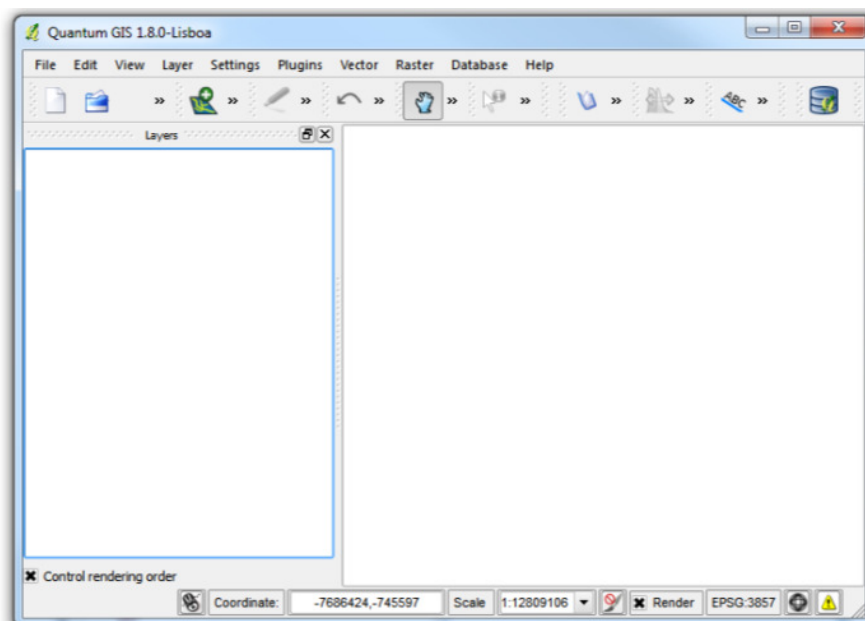 Quantum GIS 1.8.0-Lisboa
File Edit View Layer Settings Plugins Vector Raster Database Help
» » » » » » » » ABC »
Layers
Control rendering order
Coordinate: -7686424,-745597 Scale 1:12809106 Render EPSG:3857